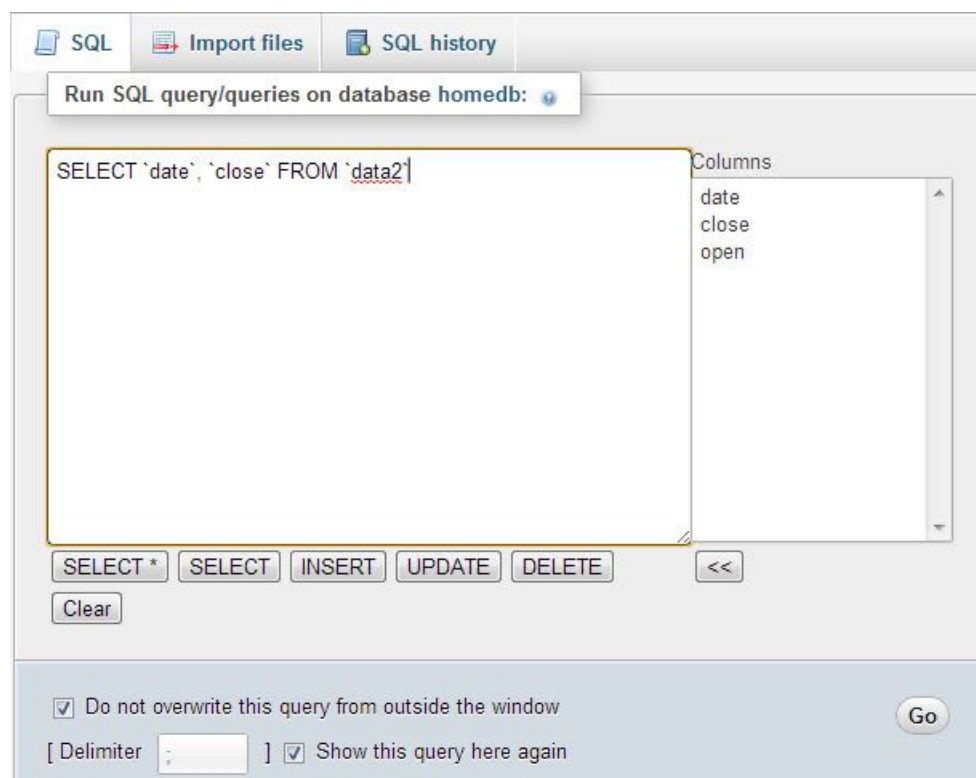 SQL Import files SQL history
Run SQL query/queries on database homedb:
SELECT `date`, `close` FROM `data2`
Columns
date
close
open
SELECT * SELECT INSERT UPDATE DELETE <<
Clear
Do not overwrite this query from outside the window
Go
[ Delimiter ; ] Show this query here again